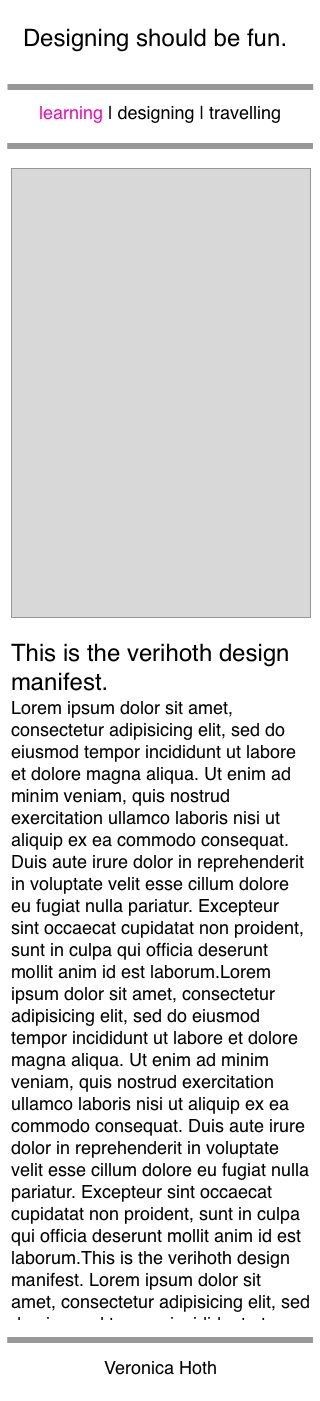 Designing should be fun.
learning | designing | travelling
This is the verihoth design
manifest.
Lorem ipsum dolor sit amet,
consectetur adipisicing elit, sed do
eiusmod tempor incididunt ut labore
et dolore magna aliqua. Ut enim ad
minim veniam, quis nostrud
exercitation ullamco laboris nisi ut
aliquip ex ea commodo consequat.
Duis aute irure dolor in reprehenderit
in voluptate velit esse cillum dolore
eu fugiat nulla pariatur. Excepteur
sint occaecat cupidatat non proident,
sunt in culpa qui officia deserunt
mollit anim id est laborum.Lorem
ipsum dolor sit amet, consectetur
adipisicing elit, sed do eiusmod
tempor incididunt ut labore et dolore
magna aliqua. Ut enim ad minim
veniam, quis nostrud exercitation
ullamco laboris nisi ut aliquip ex ea
commodo consequat. Duis aute irure
dolor in reprehenderit in voluptate
velit esse cillum dolore eu fugiat nulla
pariatur. Excepteur sint occaecat
cupidatat non proident, sunt in culpa
qui officia deserunt mollit anim id est
laborum.This is the verihoth design
manifest. Lorem ipsum dolor sit
amet, consectetur adipisicing elit, sed
Veronica Hoth